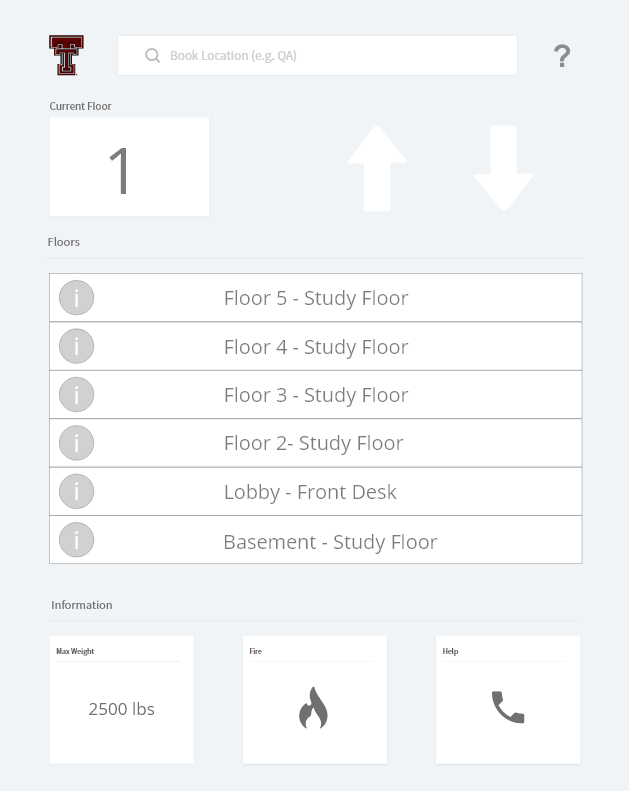 TT
Book Location (e.g. QA)
?
Current Floor
1
Floors
i Floor 5 - Study Floor
i Floor 4 - Study Floor
i Floor 3 - Study Floor
i Floor 2- Study Floor
i Lobby - Front Desk
i Basement - Study Floor
Information
Max Weight
2500 lbs
Fire
Help